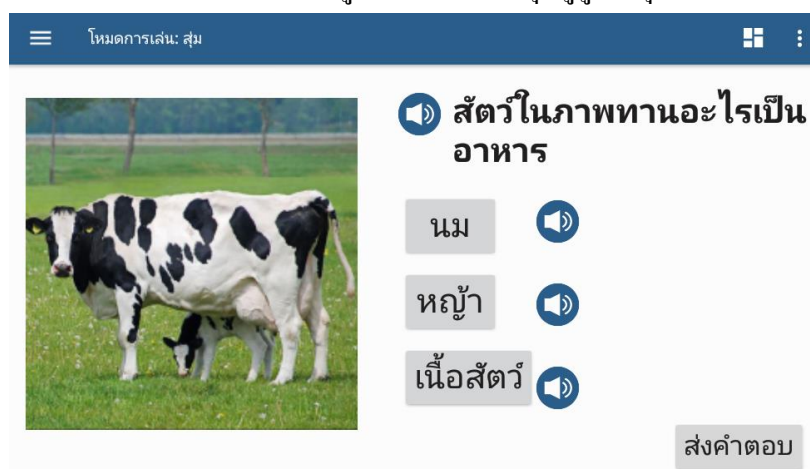 โหมดการเล่น: สุ่ม
สัตว์ในภาพทานอะไรเป็น
อาหาร
นม
หญ้า
เนื้อสัตว์
ส่งคำตอบ